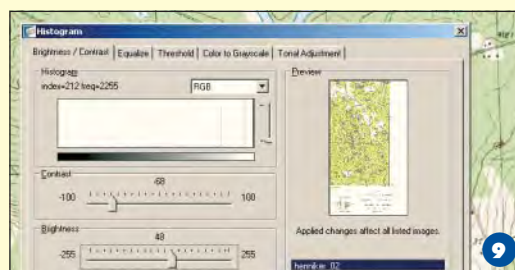 Histogram
Brightness / Contrast Equalize Threshold Color to Grayscale Tonal Adjustment
Histogram
index=212 freq=2255 RGB
Preview
Contrast
-68
-100 100
Brightness
48
-255 255
Applied changes affect all listed images.
9